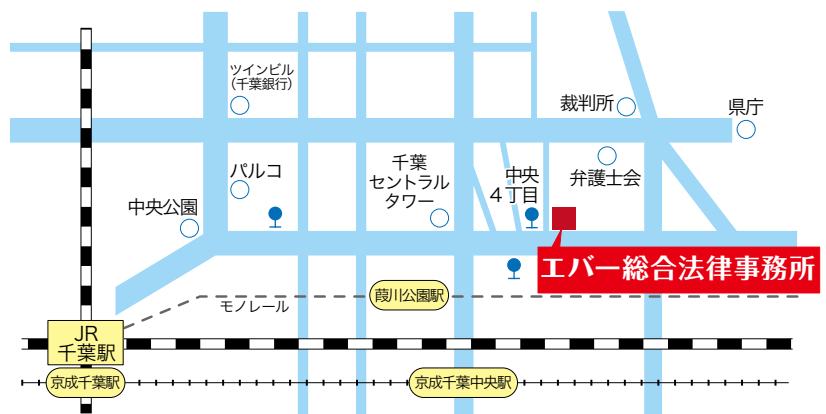 ツインビル
(千葉銀行)
裁判所
県庁
パルコ
千葉
セントラル
タワー
中央
4丁目
弁護士会
中央公園
エバー総合法律事務所
葭川公園駅
モノレール
JR
千葉駅
京成千葉駅
京成千葉中央駅